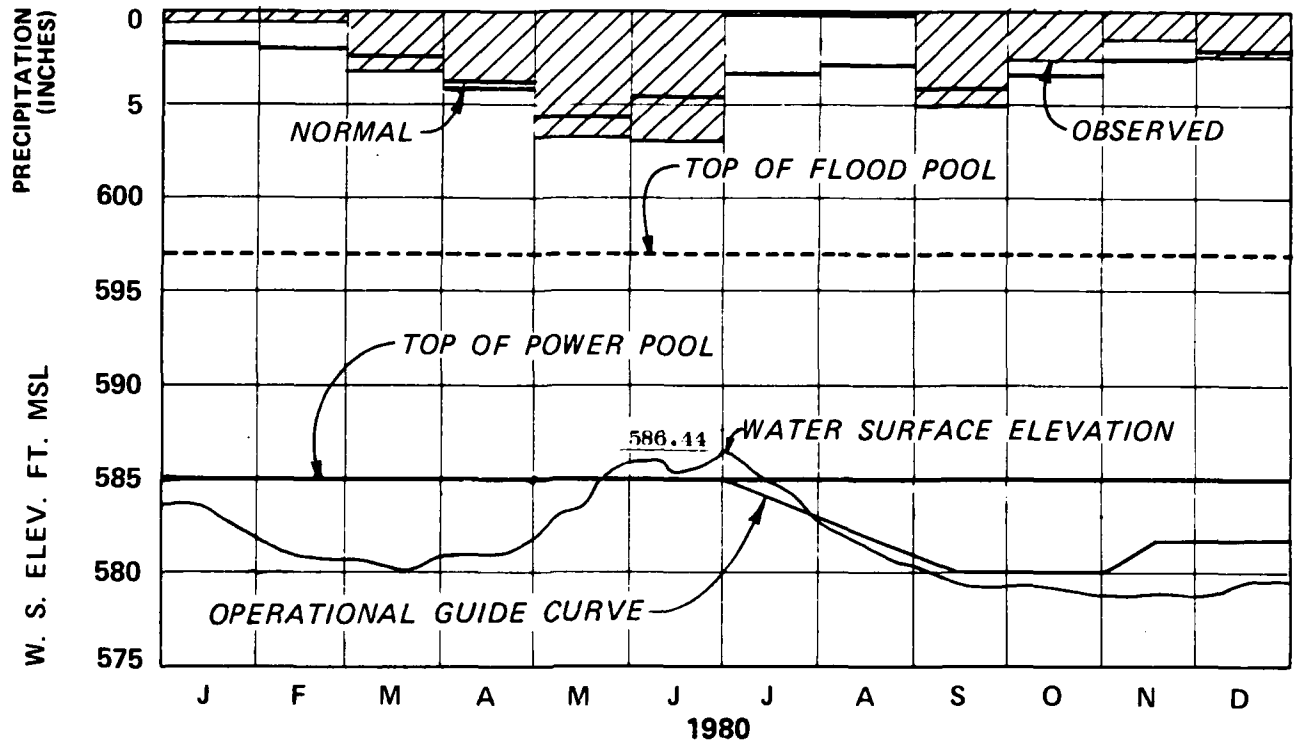 PRECIPITATION
(INCHES)
0
5
NORMAL
OBSERVED
TOP OF FLOOD POOL
W. S. ELEV. FT. MSL
600
595
590
585
580
575
TOP OF POWER POOL
586.44
WATER SURFACE ELEVATION
OPERATIONAL GUIDE CURVE
J F M A M J J A S O N D
1980